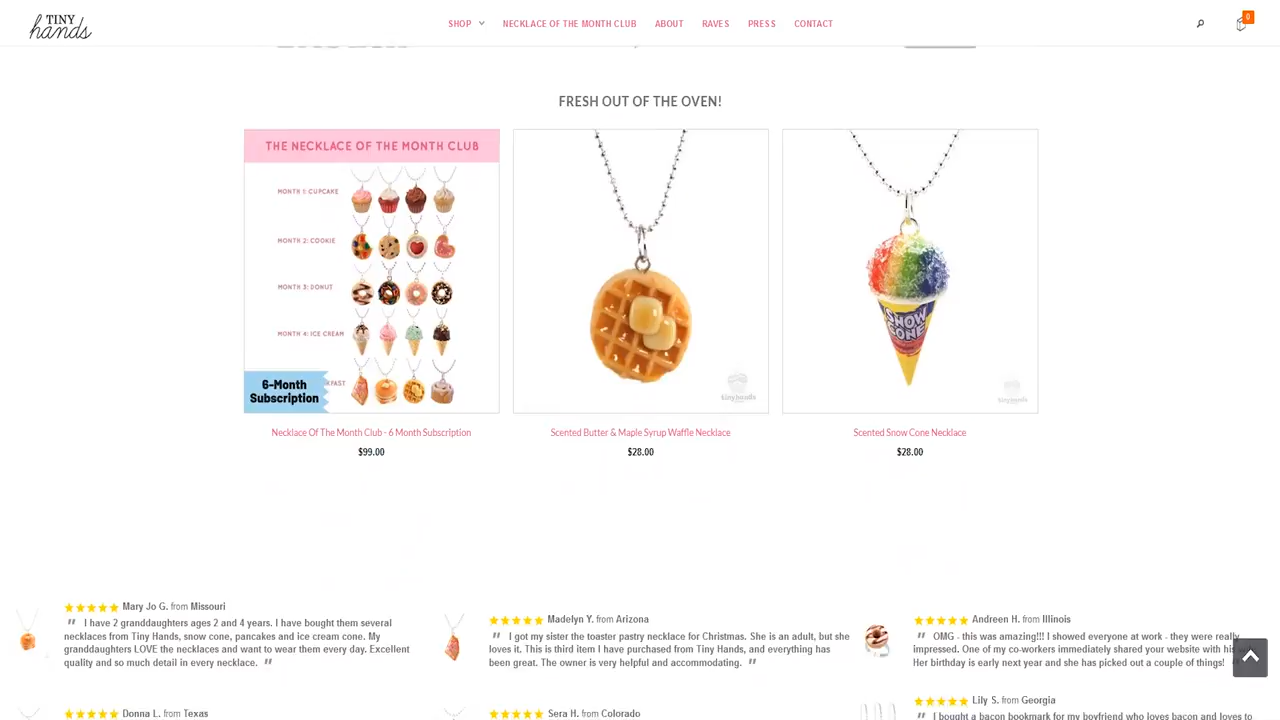 TINY
hands
SHOP
NECKLACE OF THE MONTH CLUB
ABOUT
RAVES
PRESS
CONTACT
0
FRESH OUT OF THE OVEN!
THE NECKLACE OF THE MONTH CLUB
MONTH 1: CUPCAKE
MONTH 2: COOKIE
MONTH 3: DONUT
MONTH 4: ICE CREAM
KFAST
6-Month
Subscription
SNOW
CONE
tinyhands
tinyhands
Necklace Of The Month Club - 6 Month Subscription
$99.00
Scented Butter & Maple Syrup Waffle Necklace
$28.00
Scented Snow Cone Necklace
$28.00
Mary Jo G. from Missouri
" I have 2 granddaughters ages 2 and 4 years. I have bought them several
necklaces from Tiny Hands, snow cone, pancakes and ice cream cone. My
granddaughters LOVE the necklaces and want to wear them every day. Excellent
quality and so much detail in every necklace. "
Madelyn Y. from Arizona
" I got my sister the toaster pastry necklace for Christmas. She is an adult, but she
loves it. This is third item I have purchased from Tiny Hands, and everything has
been great. The owner is very helpful and accommodating. "
Andreen H. from Illinois
" OMG - this was amazing!!! I showed everyone at work - they were really
impressed. One of my co-workers immediately shared your website with his
Her birthday is early next year and she has picked out a couple of things! "
Donna L. from Texas
Sera H. from Colorado
Lily S. from Georgia
" I bought a bacon bookmark for my boyfriend who loves bacon and loves to